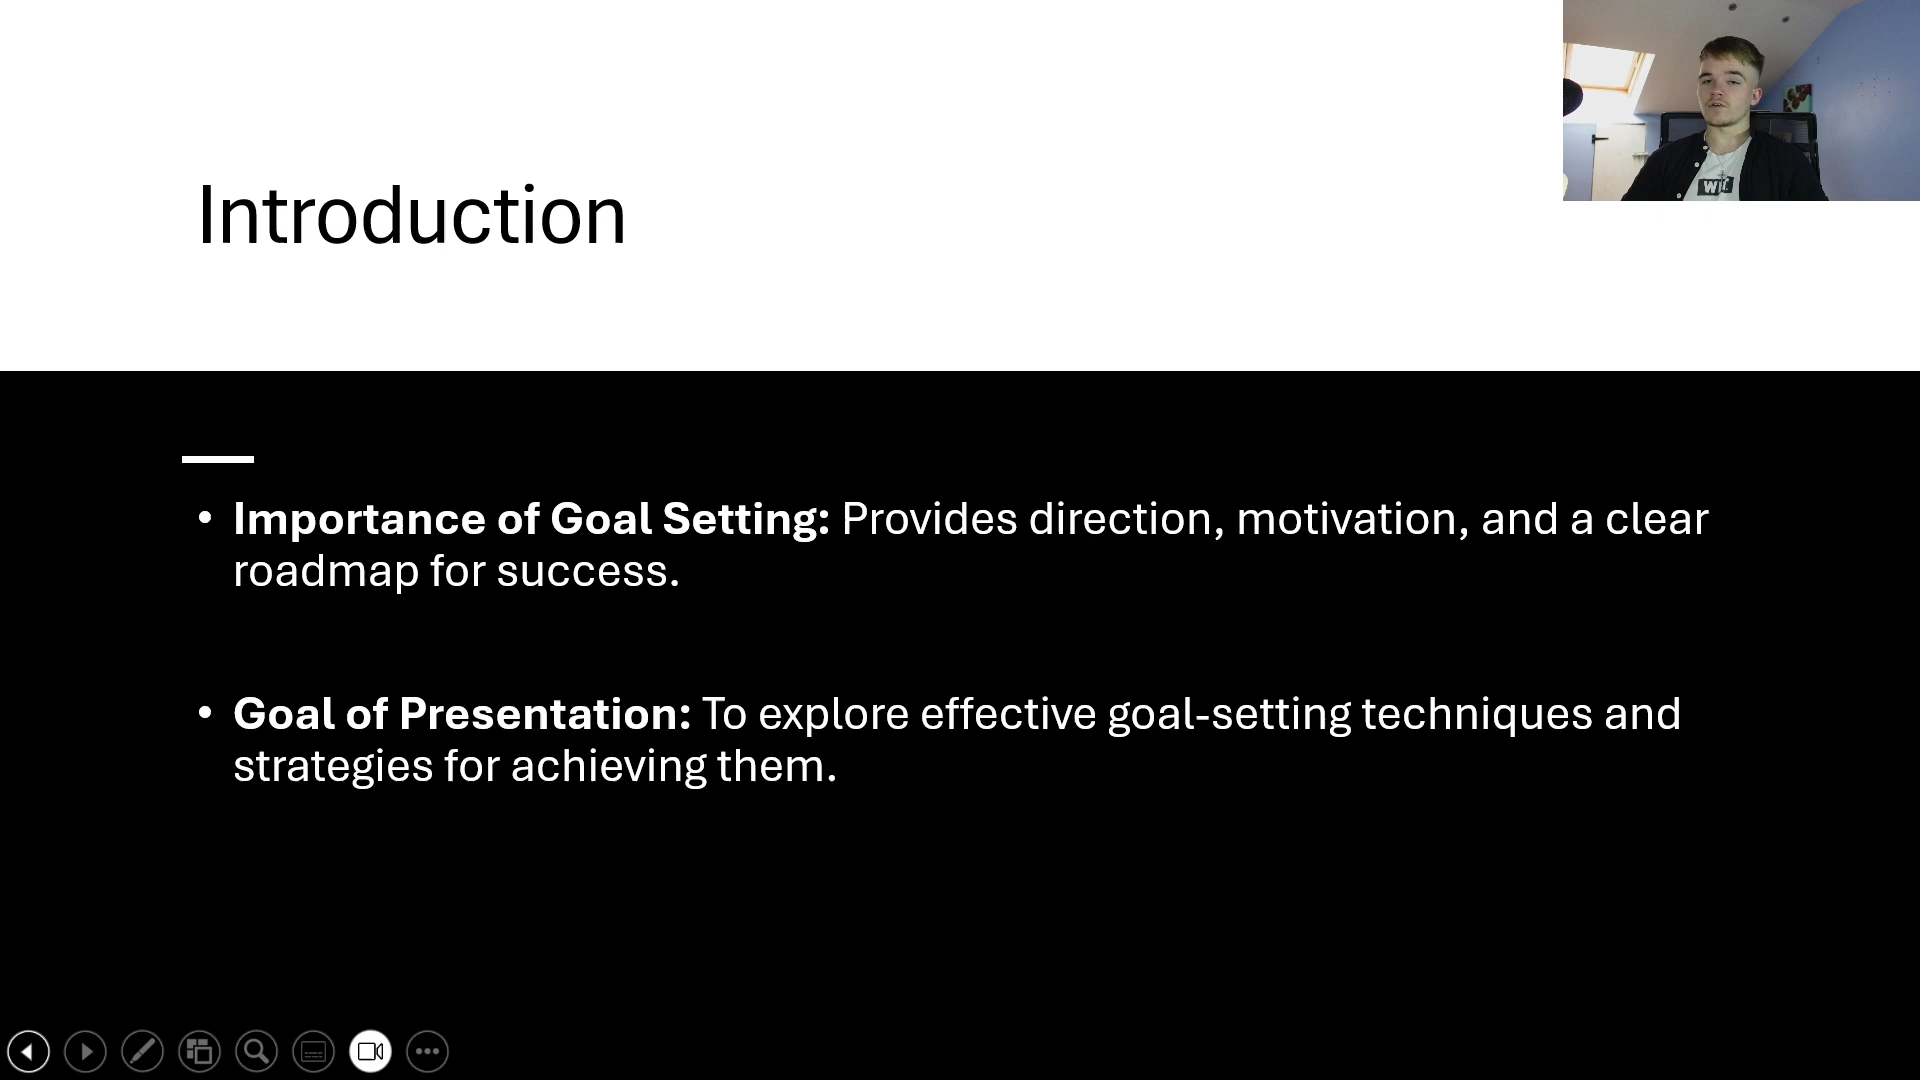 Introduction
• Importance of Goal Setting: Provides direction, motivation, and a clear
roadmap for success.
• Goal of Presentation: To explore effective goal-setting techniques and
strategies for achieving them.